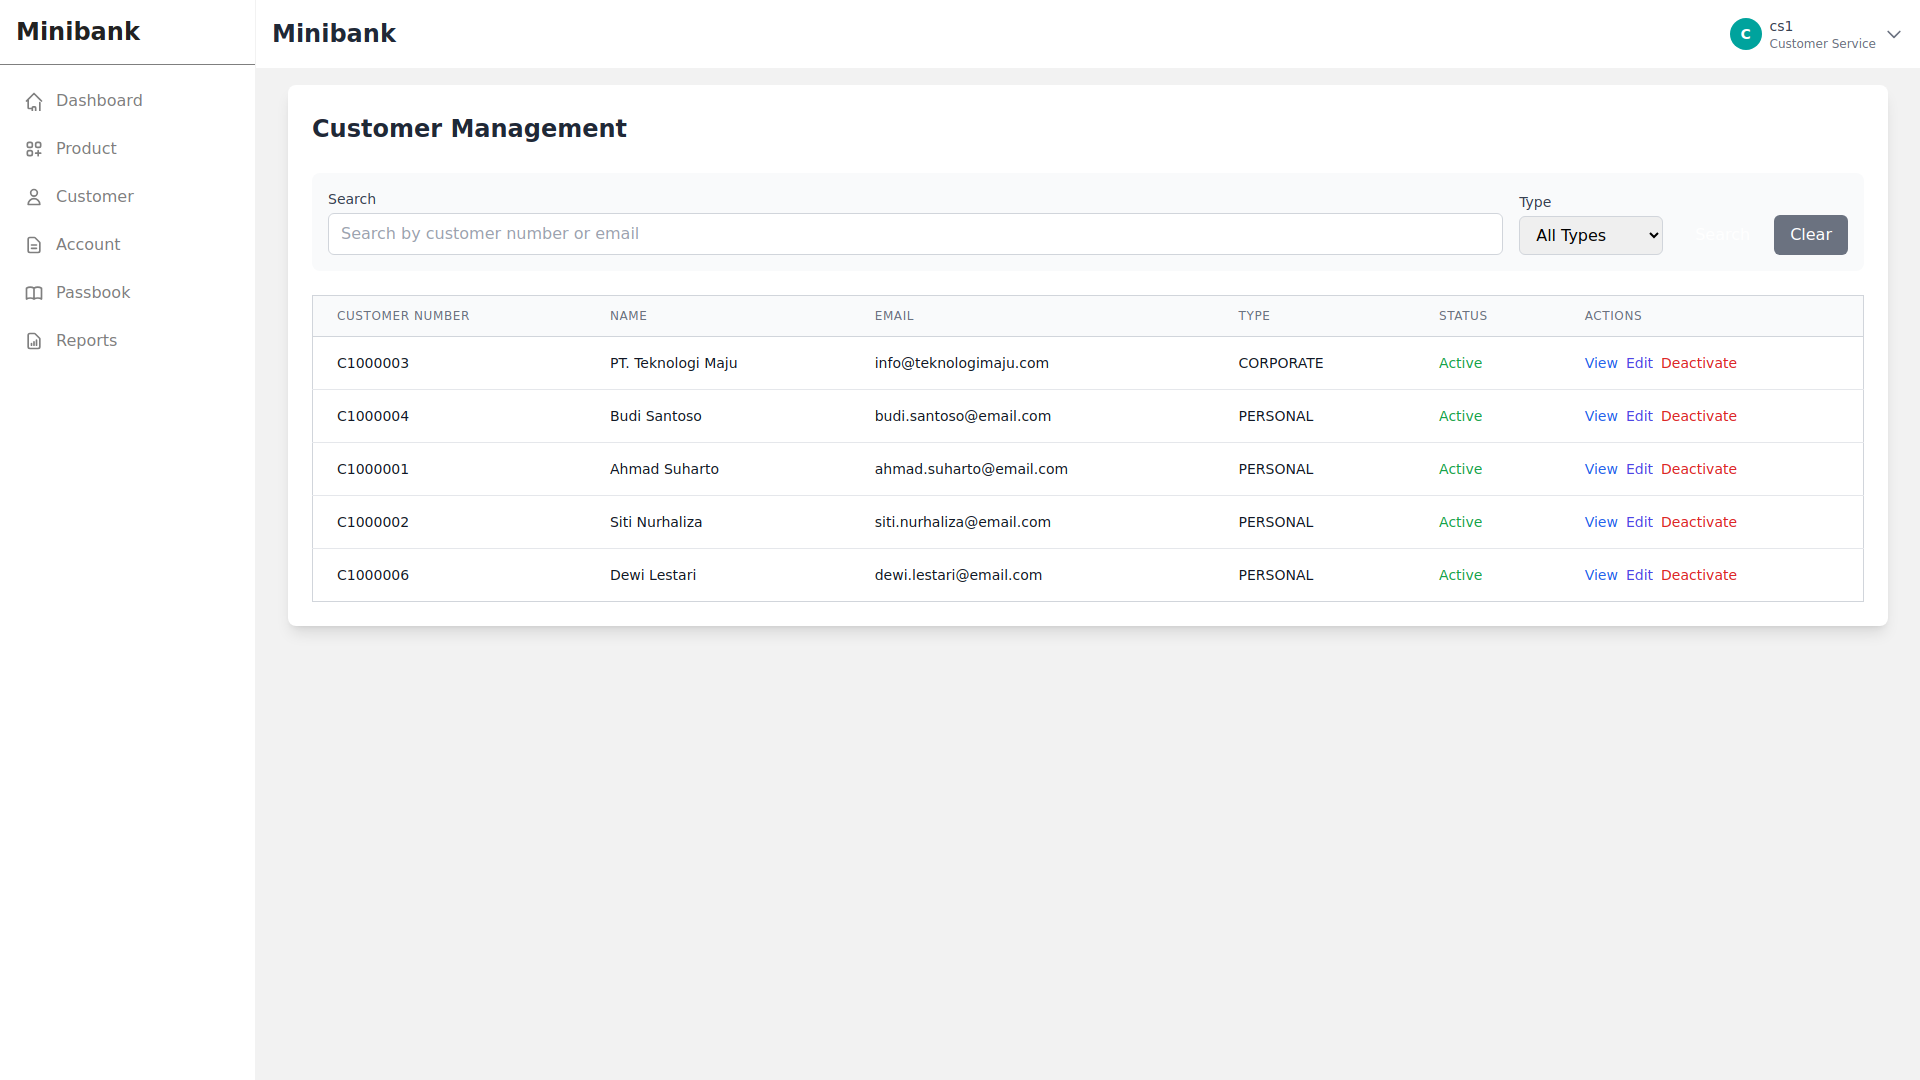 Minibank
Minibank
C
cs1
Customer Service
Dashboard
Product
Customer
Account
Passbook
Reports
Customer Management
Search
Search by customer number or email
Type
All Types
Search
Clear
CUSTOMER NUMBER NAME EMAIL TYPE STATUS ACTIONS
C1000003 PT. Teknologi Maju info@teknologimaju.com CORPORATE Active View Edit Deactivate
C1000004 Budi Santoso budi.santoso@email.com PERSONAL Active View Edit Deactivate
C1000001 Ahmad Suharto ahmad.suharto@email.com PERSONAL Active View Edit Deactivate
C1000002 Siti Nurhaliza siti.nurhaliza@email.com PERSONAL Active View Edit Deactivate
C1000006 Dewi Lestari dewi.lestari@email.com PERSONAL Active View Edit Deactivate